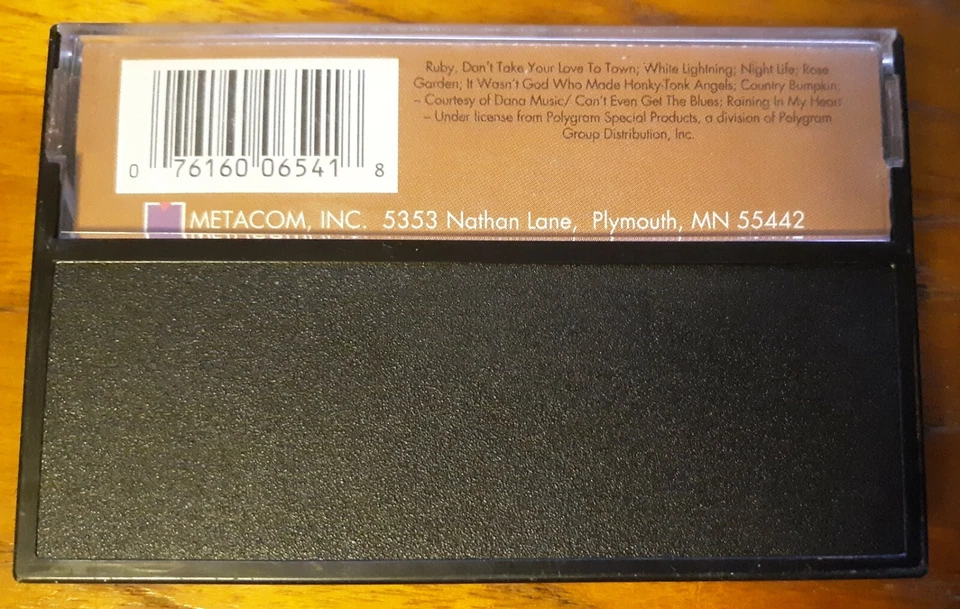 Ruby, Don't Take Your Love To Town; White Lightning; Night Life; Rose
Garden; It Wasn't God Who Made Honky-Tonk Angels; Country Bumpkin;
– Courtesy of Dana Music/ Can't Even Get The Blues; Raining In My Heart
– Under license from Polygram Special Products, a division of Polygram
Group Distribution, Inc.
0 76160 06541 8
METACOM, INC. 5353 Nathan Lane, Plymouth, MN 55442